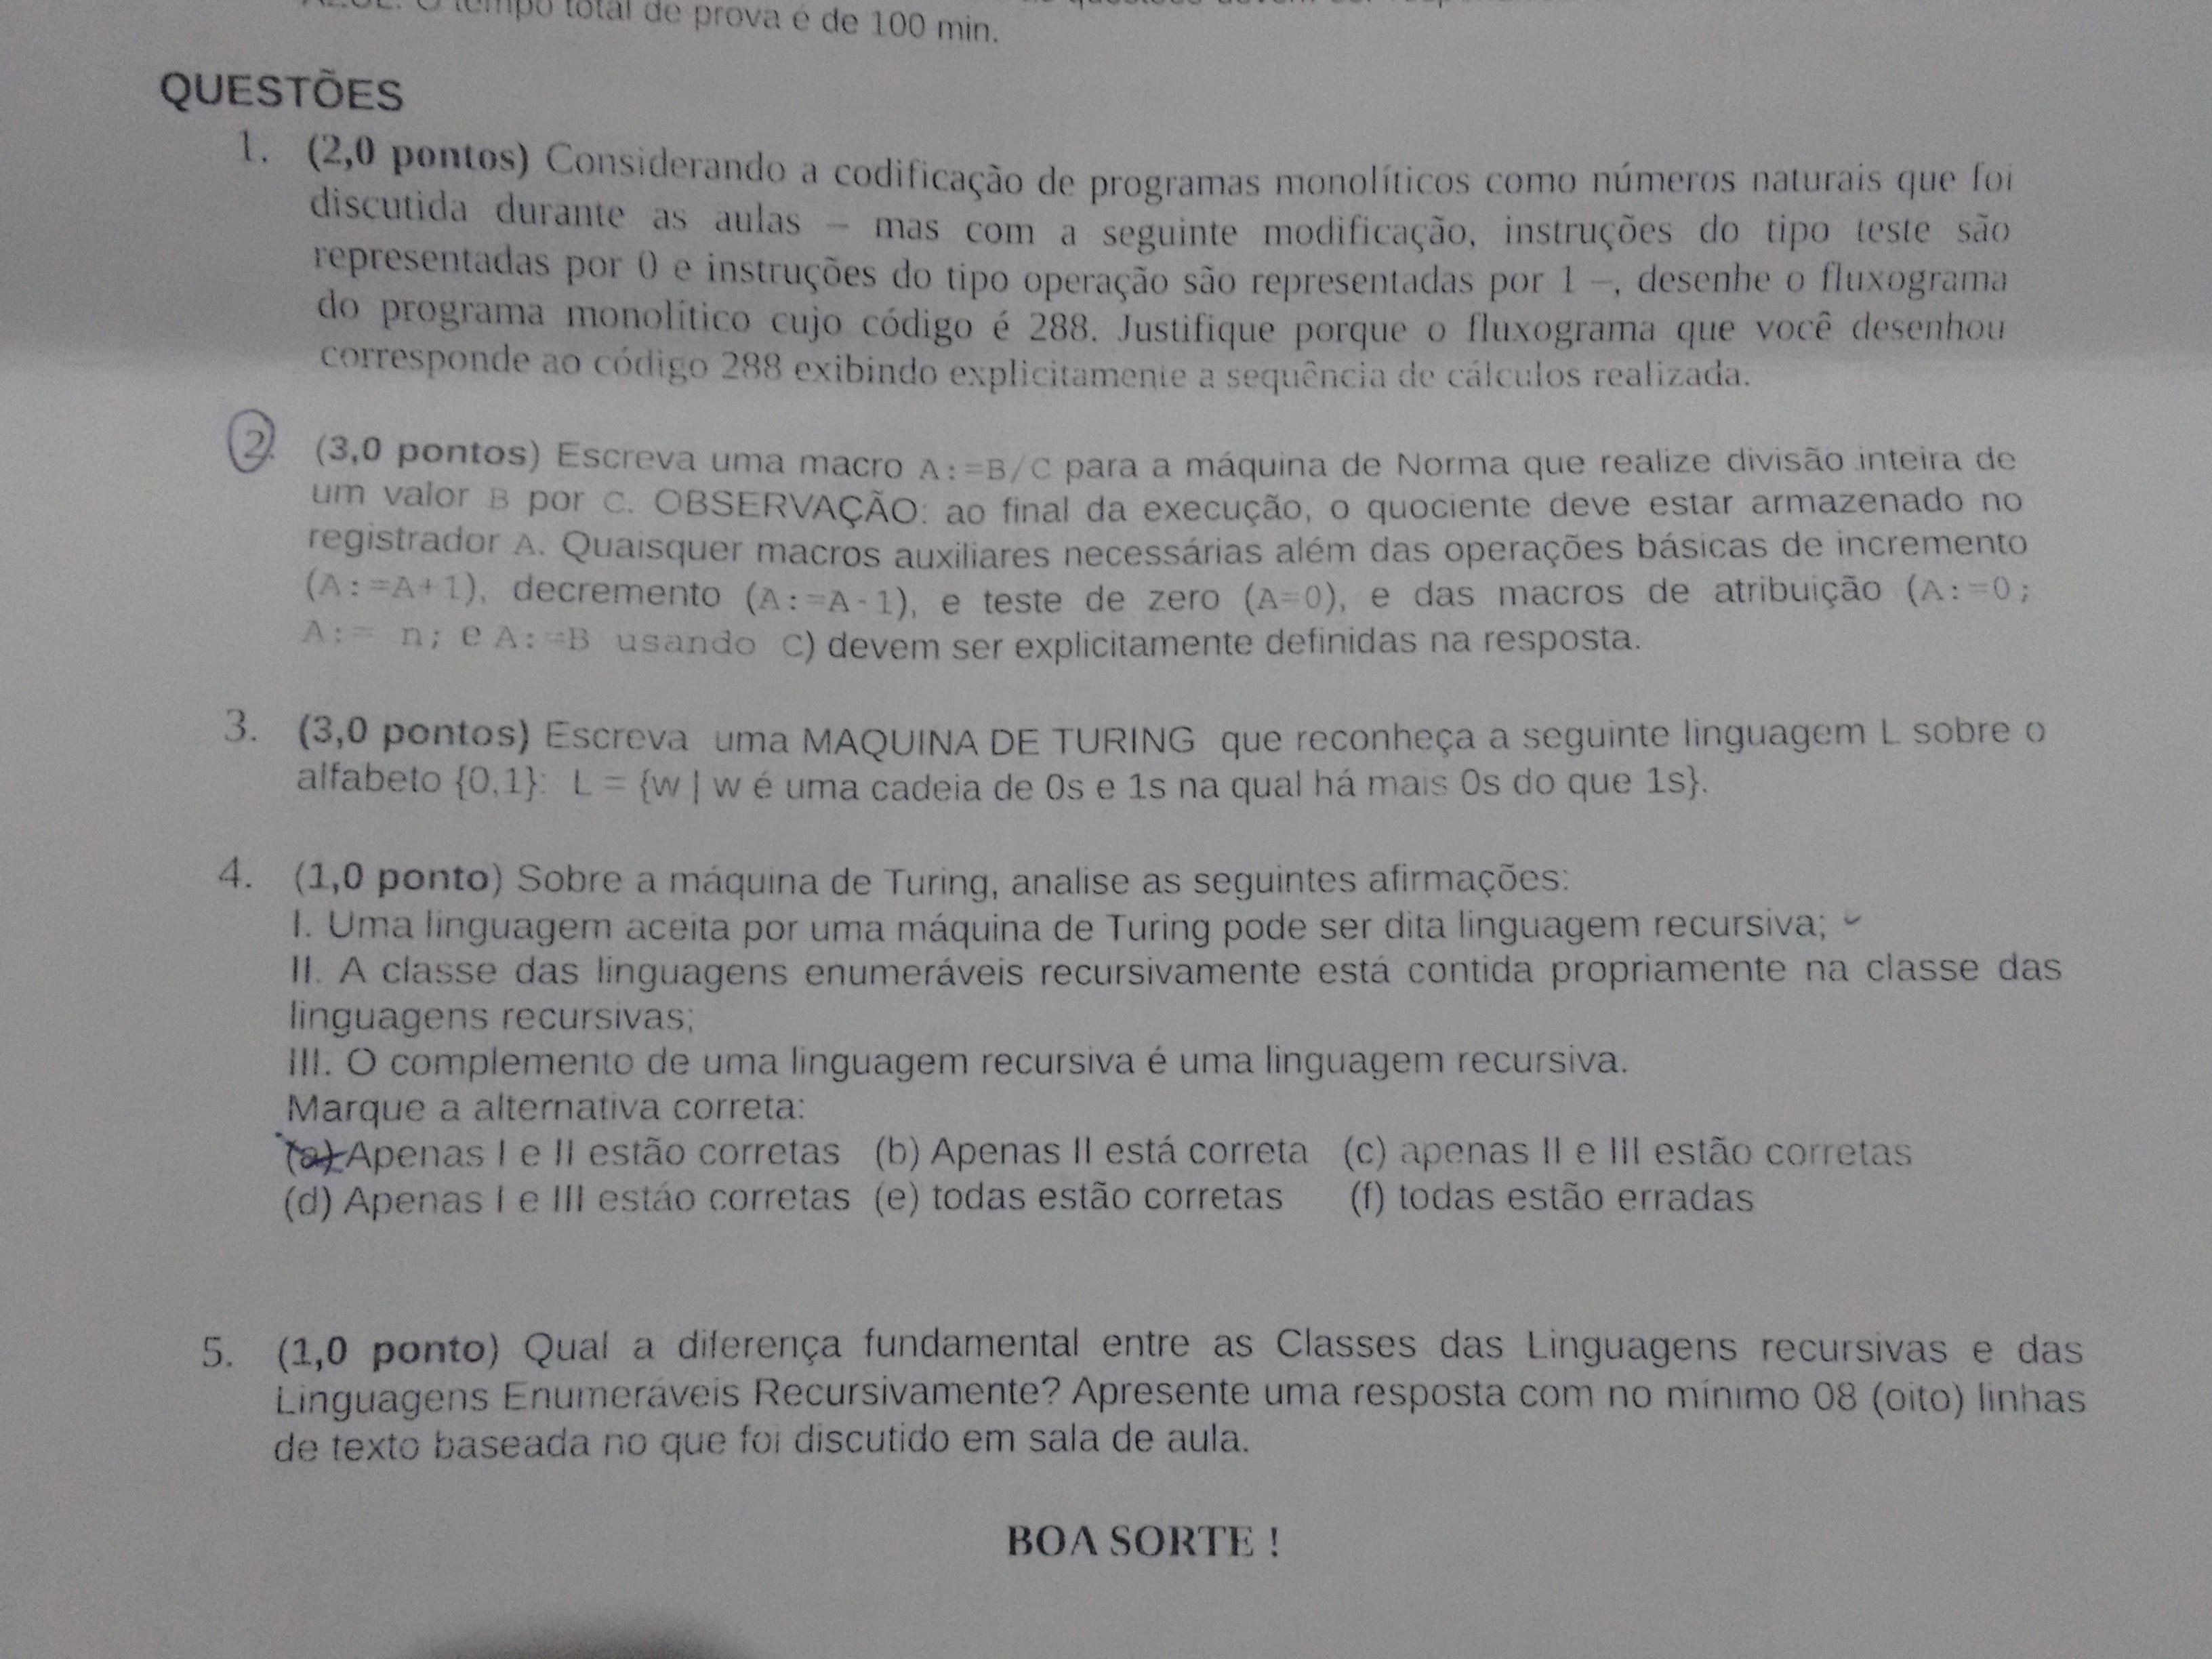 AZUL. O tempo total de prova é de 100 min.
QUESTÕES
1. (2,0 pontos) Considerando a codificação de programas monolíticos como números naturais que foi
discutida durante as aulas – mas com a seguinte modificação, instruções do tipo teste são
representadas por 0 e instruções do tipo operação são representadas por 1 –, desenhe o fluxograma
do programa monolítico cujo código é 288. Justifique porque o fluxograma que você desenhou
corresponde ao código 288 exibindo explicitamente a sequência de cálculos realizada.
2. (3,0 pontos) Escreva uma macro A:=B/C para a máquina de Norma que realize divisão inteira de
um valor B por C. OBSERVAÇÃO: ao final da execução, o quociente deve estar armazenado no
registrador A. Quaisquer macros auxiliares necessárias além das operações básicas de incremento
(A:=A+1), decremento (A:=A-1), e teste de zero (A=0), e das macros de atribuição (A:=0;
A:= n; e A:=B usando C) devem ser explicitamente definidas na resposta.
3. (3,0 pontos) Escreva uma MAQUINA DE TURING que reconheça a seguinte linguagem L sobre o
alfabeto {0,1}: L = {w | w é uma cadeia de 0s e 1s na qual há mais 0s do que 1s}.
4. (1,0 ponto) Sobre a máquina de Turing, analise as seguintes afirmações:
I. Uma linguagem aceita por uma máquina de Turing pode ser dita linguagem recursiva;
II. A classe das linguagens enumeráveis recursivamente está contida propriamente na classe das
linguagens recursivas;
III. O complemento de uma linguagem recursiva é uma linguagem recursiva.
Marque a alternativa correta:
(a) Apenas I e II estão corretas (b) Apenas II está correta (c) apenas II e III estão corretas
(d) Apenas I e III estão corretas (e) todas estão corretas (f) todas estão erradas
5. (1,0 ponto) Qual a diferença fundamental entre as Classes das Linguagens recursivas e das
Linguagens Enumeráveis Recursivamente? Apresente uma resposta com no mínimo 08 (oito) linhas
de texto baseada no que foi discutido em sala de aula.
BOA SORTE !